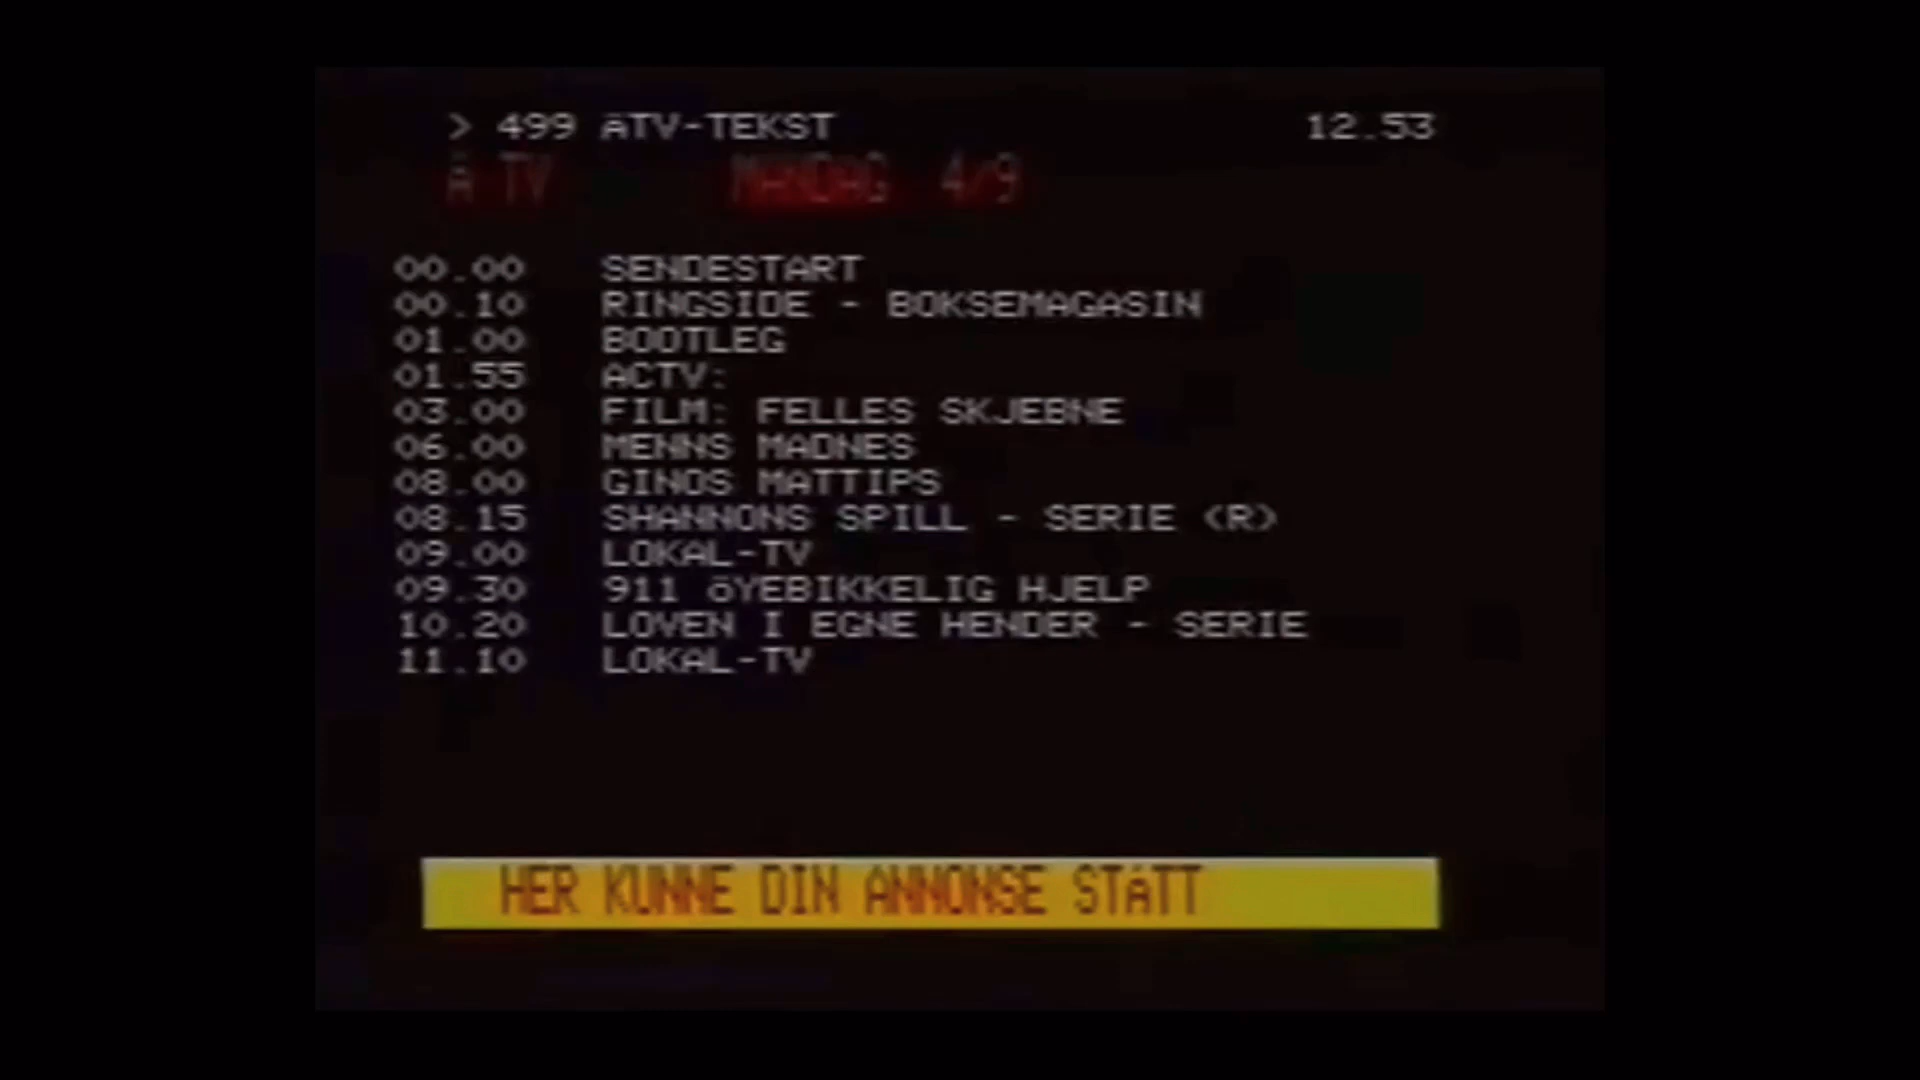 > 499 åTV-TEKST 12.53
Å TV MANDAG 4/9
00.00 SENDESTART
00.10 RINGSIDE - BOKSEMAGASIN
01.00 BOOTLEG
01.55 ACTV:
03.00 FILM: FELLES SKJEBNE
06.00 MENNS MADNES
08.00 GINOS MATTIPS
08.15 SHANNONS SPILL - SERIE (R)
09.00 LOKAL-TV
09.30 911 öYEBIKKELIG HJELP
10.20 LOVEN I EGNE HENDER - SERIE
11.10 LOKAL-TV
HER KUNNE DIN ANNONSE STåTT